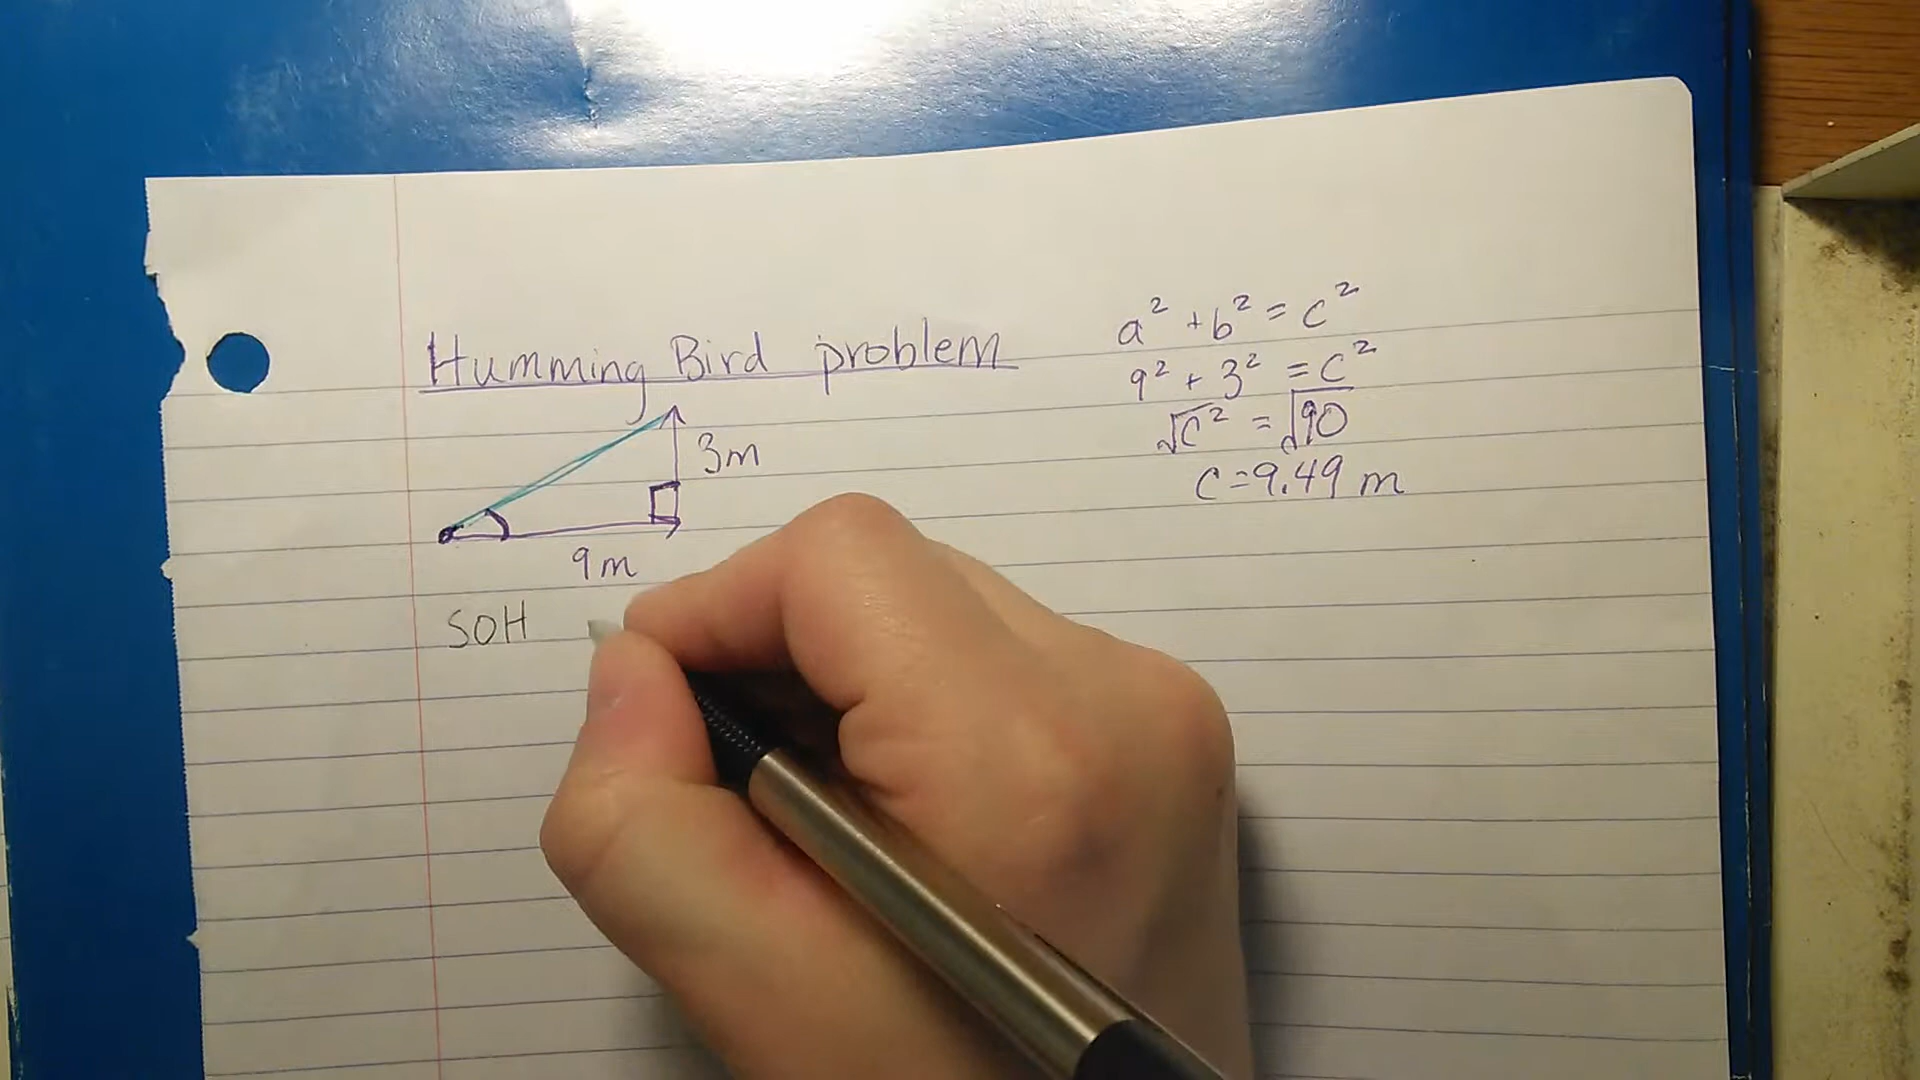 Humming Bird problem
3m
9m
SOH
a² + b² = c²
9² + 3² = c²
√c² = √90
c = 9.49 m